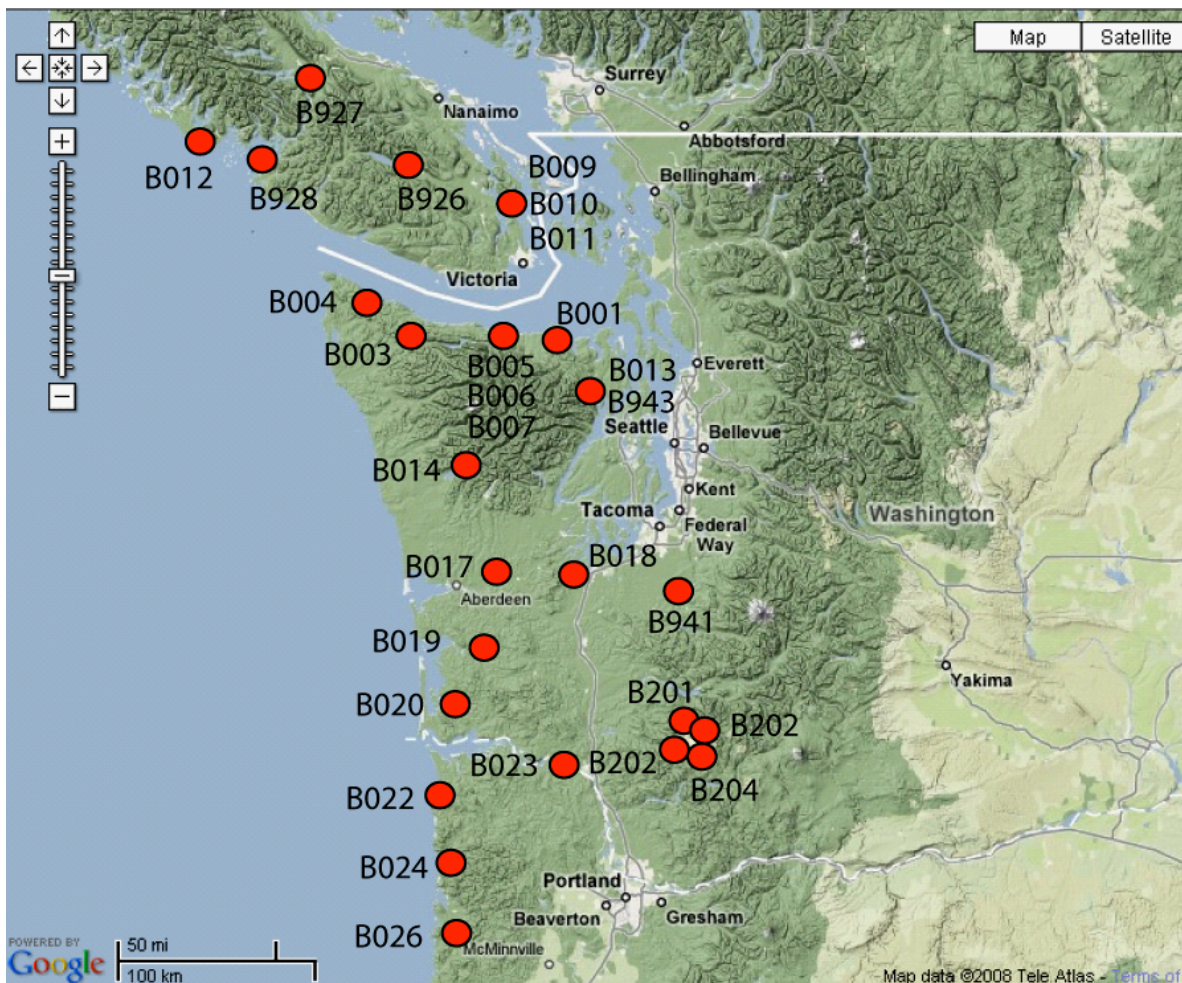 Map Satellite
Surrey
B927
Nanaimo
Abbotsford
B012
B928
B926
B009
B010
B011
Bellingham
Victoria
B004
B003
B005
B006
B007
B001
B013
B943
Everett
Seattle
Bellevue
B014
Kent
Tacoma
Federal
Way
Washington
B017
Aberdeen
B018
B941
B019
Yakima
B020
B201
B202
B202
B204
B023
B022
B024
Portland
Beaverton
Gresham
B026
McMinnville
POWERED BY
Google
50 mi
100 km
Map data ©2008 Tele Atlas - Terms of